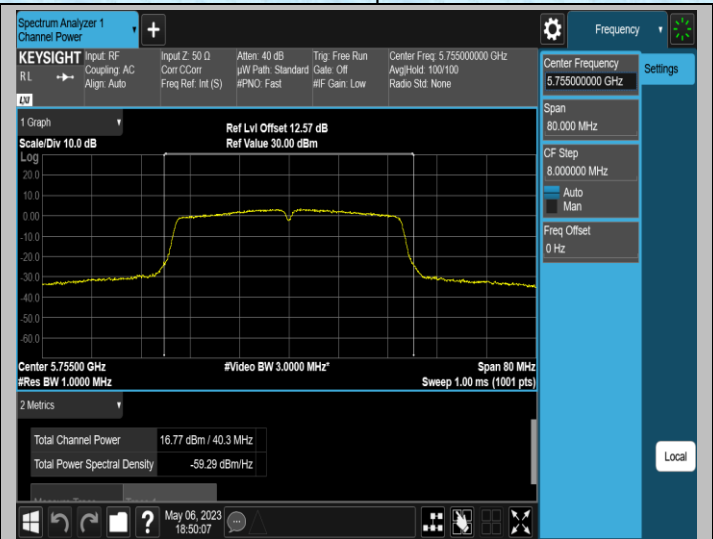 Spectrum Analyzer 1
Channel Power
+
Frequency
KEYSIGHT
RL
LXI
Input: RF
Coupling: AC
Align: Auto
Input Z: 50 Ω
Corr CCorr
Freq Ref: Int (S)
Atten: 40 dB
µW Path: Standard
#PNO: Fast
Trig: Free Run
Gate: Off
#IF Gain: Low
Center Freq: 5.755000000 GHz
Avg|Hold: 100/100
Radio Std: None
Center Frequency
5.755000000 GHz
Settings
Span
80.000 MHz
CF Step
8.000000 MHz
Auto
Man
Freq Offset
0 Hz
Local
1 Graph
Scale/Div 10.0 dB
Ref Lvl Offset 12.57 dB
Ref Value 30.00 dBm
Log
20.0
10.0
0.00
-10.0
-20.0
-30.0
-40.0
-50.0
-60.0
Center 5.75500 GHz
#Video BW 3.0000 MHz*
Span 80 MHz
#Res BW 1.0000 MHz
Sweep 1.00 ms (1001 pts)
2 Metrics
Total Channel Power 16.77 dBm / 40.3 MHz
Total Power Spectral Density -59.29 dBm/Hz
?
May 06, 2023
18:50:07